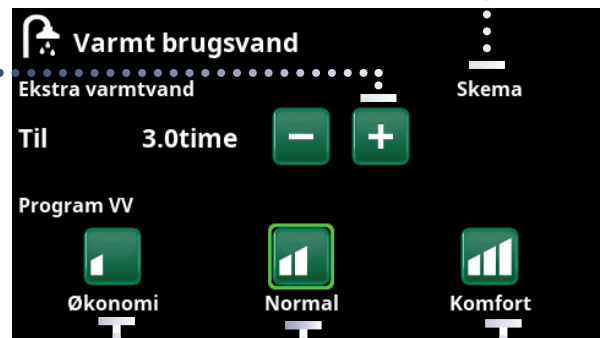 Varmt brugsvand
Ekstra varmtvand
Skema
Til 3.0time − +
Program VV
Økonomi Normal Komfort